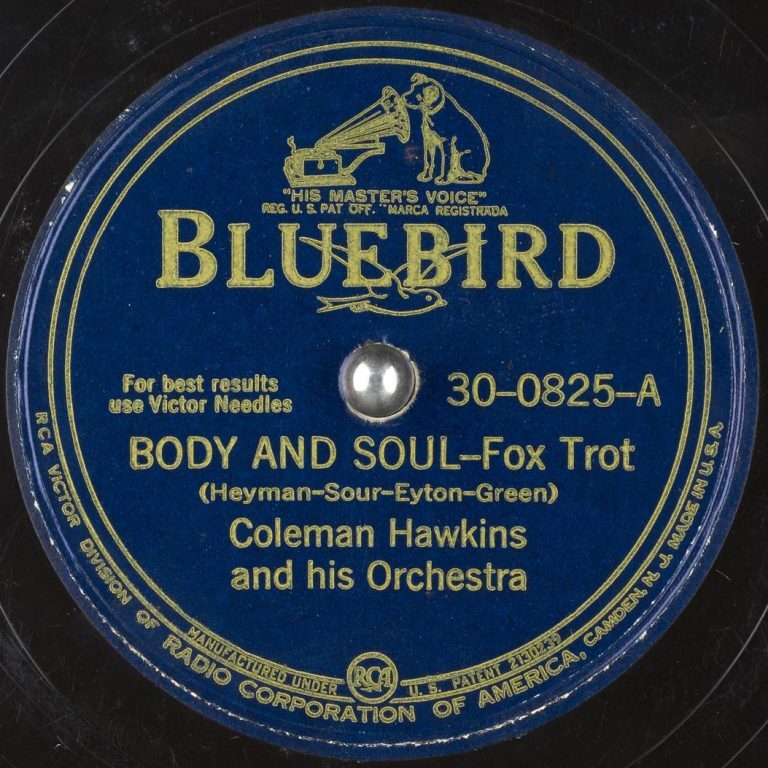 "HIS MASTER'S VOICE"
REG. U. S. PAT OFF. MARCA REGISTRADA
BLUEBIRD
For best results
use Victor Needles
30-0825-A
BODY AND SOUL-Fox Trot
(Heyman-Sour-Eyton-Green)
Coleman Hawkins
and his Orchestra
MANUFACTURED UNDER RCA U. S. PATENT 2130239
RCA VICTOR DIVISION OF RADIO CORPORATION OF AMERICA, CAMDEN, N. J. MADE IN U. S. A.